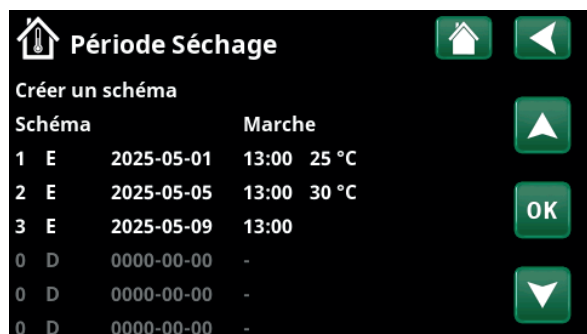 Période Séchage
Créer un schéma
Schéma Marche
1 E 2025-05-01 13:00 25 °C
2 E 2025-05-05 13:00 30 °C
3 E 2025-05-09 13:00
OK
0 D 0000-00-00 -
0 D 0000-00-00 -
0 D 0000-00-00